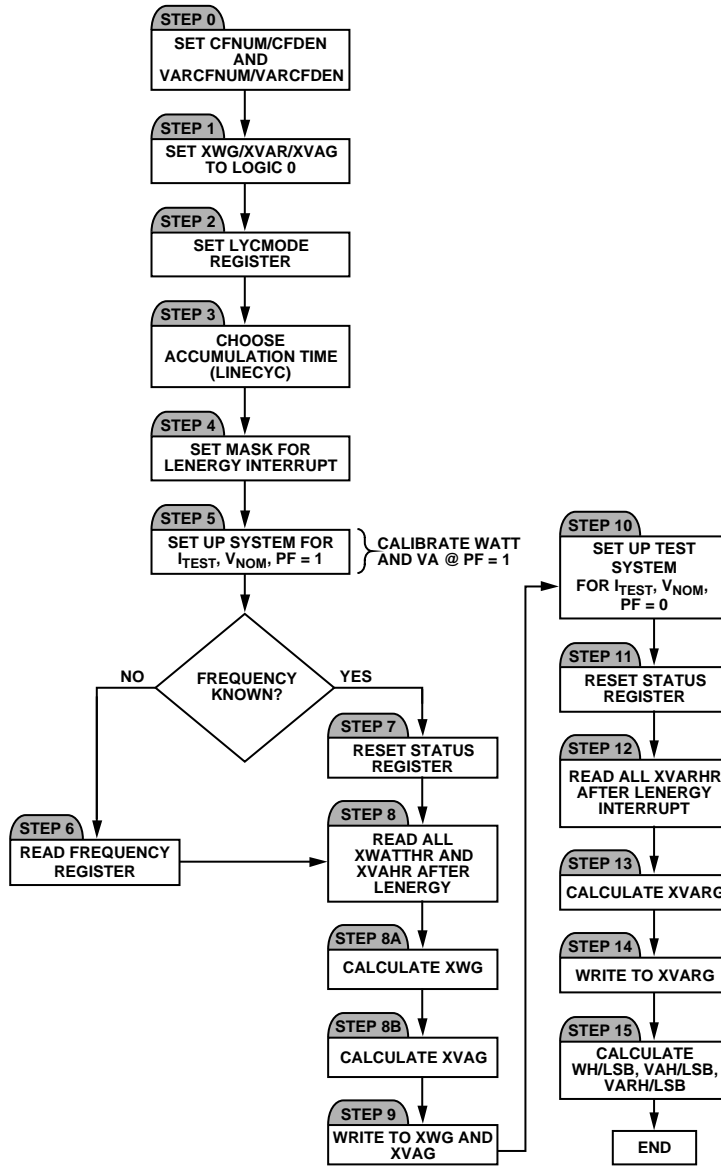 STEP 0
SET CFNUM/CFDEN
AND
VARCFNUM/VARCFDEN
STEP 1
SET XWG/XVAR/XVAG
TO LOGIC 0
STEP 2
SET LYCMODE
REGISTER
STEP 3
CHOOSE
ACCUMULATION TIME
(LINECYC)
STEP 4
SET MASK FOR
LENERGY INTERRUPT
STEP 5
SET UP SYSTEM FOR
ITEST, VNOM, PF = 1
CALIBRATE WATT
AND VA @ PF = 1
FREQUENCY
KNOWN?
NO
YES
STEP 6
READ FREQUENCY
REGISTER
STEP 7
RESET STATUS
REGISTER
STEP 8
READ ALL
XWATTHR AND
XVAHR AFTER
LENERGY
STEP 8A
CALCULATE XWG
STEP 8B
CALCULATE XVAG
STEP 9
WRITE TO XWG AND
XVAG
STEP 10
SET UP TEST
SYSTEM
FOR ITEST, VNOM,
PF = 0
STEP 11
RESET STATUS
REGISTER
STEP 12
READ ALL XVARHR
AFTER LENERGY
INTERRUPT
STEP 13
CALCULATE XVARG
STEP 14
WRITE TO XVARG
STEP 15
CALCULATE
WH/LSB, VAH/LSB,
VARH/LSB
END